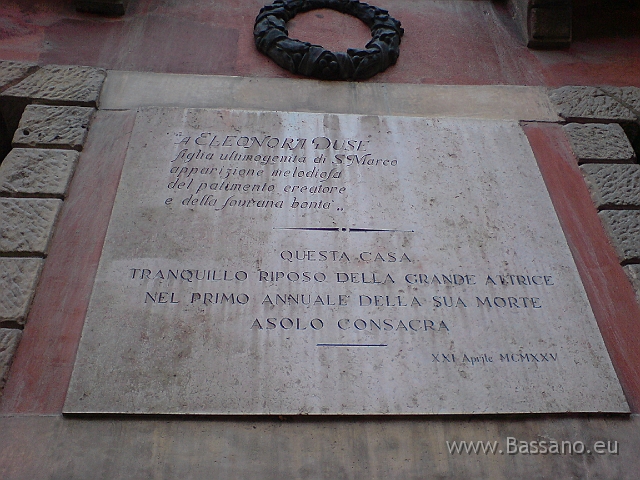 "A ELEONORA DUSE
figlia ultimogenita di S. Marco
apparizione melodiosa
del patimento creatore
e della sovrana bontà"
QUESTA CASA
TRANQUILLO RIPOSO DELLA GRANDE ATTRICE
NEL PRIMO ANNUALE DELLA SUA MORTE
ASOLO CONSACRA
XXI Aprile MCMXXV
www.Bassano.eu